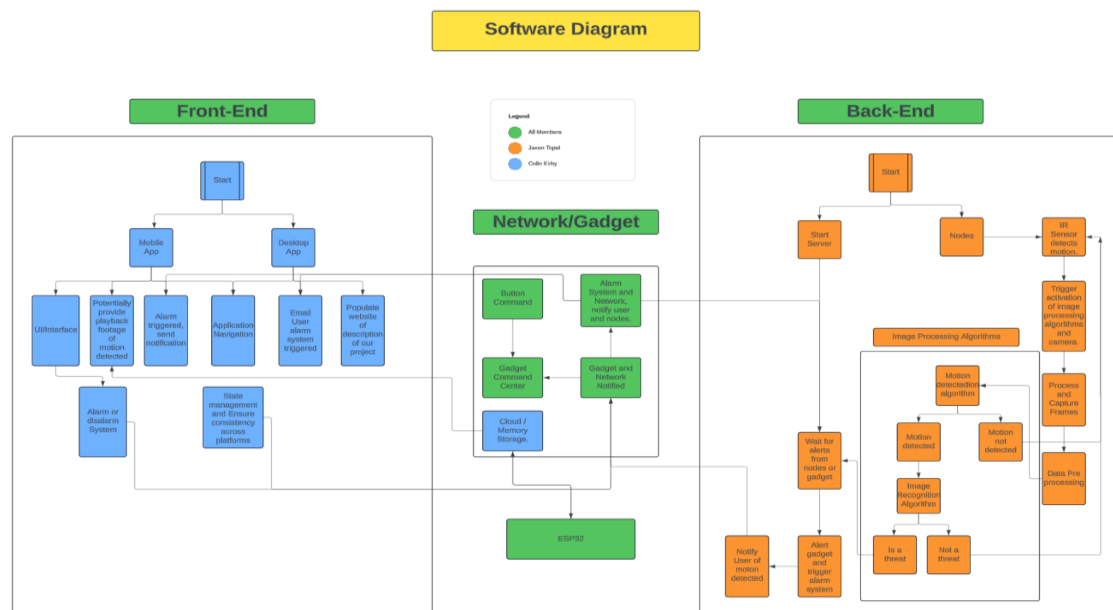 Software Diagram
Front-End
Legend
All Members
Jaxon Topel
Colin Kirby
Back-End
Start
Mobile
App
Desktop
App
UI/Interface
Potentially
provide
playback
footage
of
motion
detected
Alarm
triggered,
send
notification
Application
Navigation
Email
User
alarm
system
triggered
Populate
website
of
description
of our
project
Alarm or
disalarm
System
State
management
and Ensure
consistency
across
platforms
Network/Gadget
Button
Command
Alarm
System and
Network,
notify user
and nodes.
Gadget
Command
Center
Gadget and
Network
Notified
Cloud /
Memory
Storage.
ESP32
Start
Start
Server
Nodes
IR
Sensor
detects
motion.
Trigger
activation
of image
processing
algorithms
and
camera.
Image Processing Algorithms
Process
and
Capture
Frames
Motion
detectedion
algorithm
Motion
detected
Motion
not
detected
Data Pre
processing
Image
Recognition
Algorithm
Is a
threat
Not a
threat
Wait for
alerts
from
nodes or
gadget
Alert
gadget
and
trigger
alarm
system
Notify
User of
moton
detected